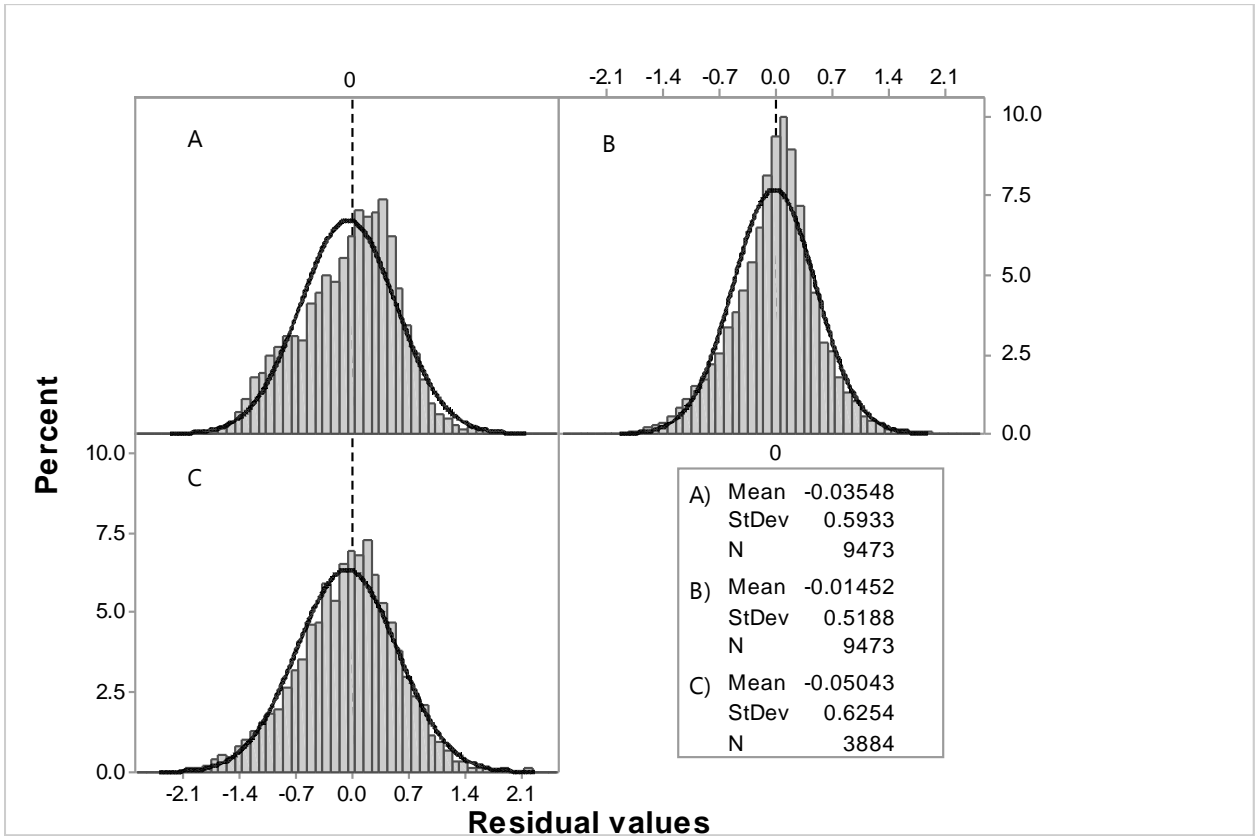 0
-2.1 -1.4 -0.7 0.0 0.7 1.4 2.1
A
B
10.0
7.5
5.0
2.5
0.0
0
Percent
C
10.0
7.5
5.0
2.5
0.0
-2.1 -1.4 -0.7 0.0 0.7 1.4 2.1
Residual values
A) Mean -0.03548
StDev 0.5933
N 9473
B) Mean -0.01452
StDev 0.5188
N 9473
C) Mean -0.05043
StDev 0.6254
N 3884